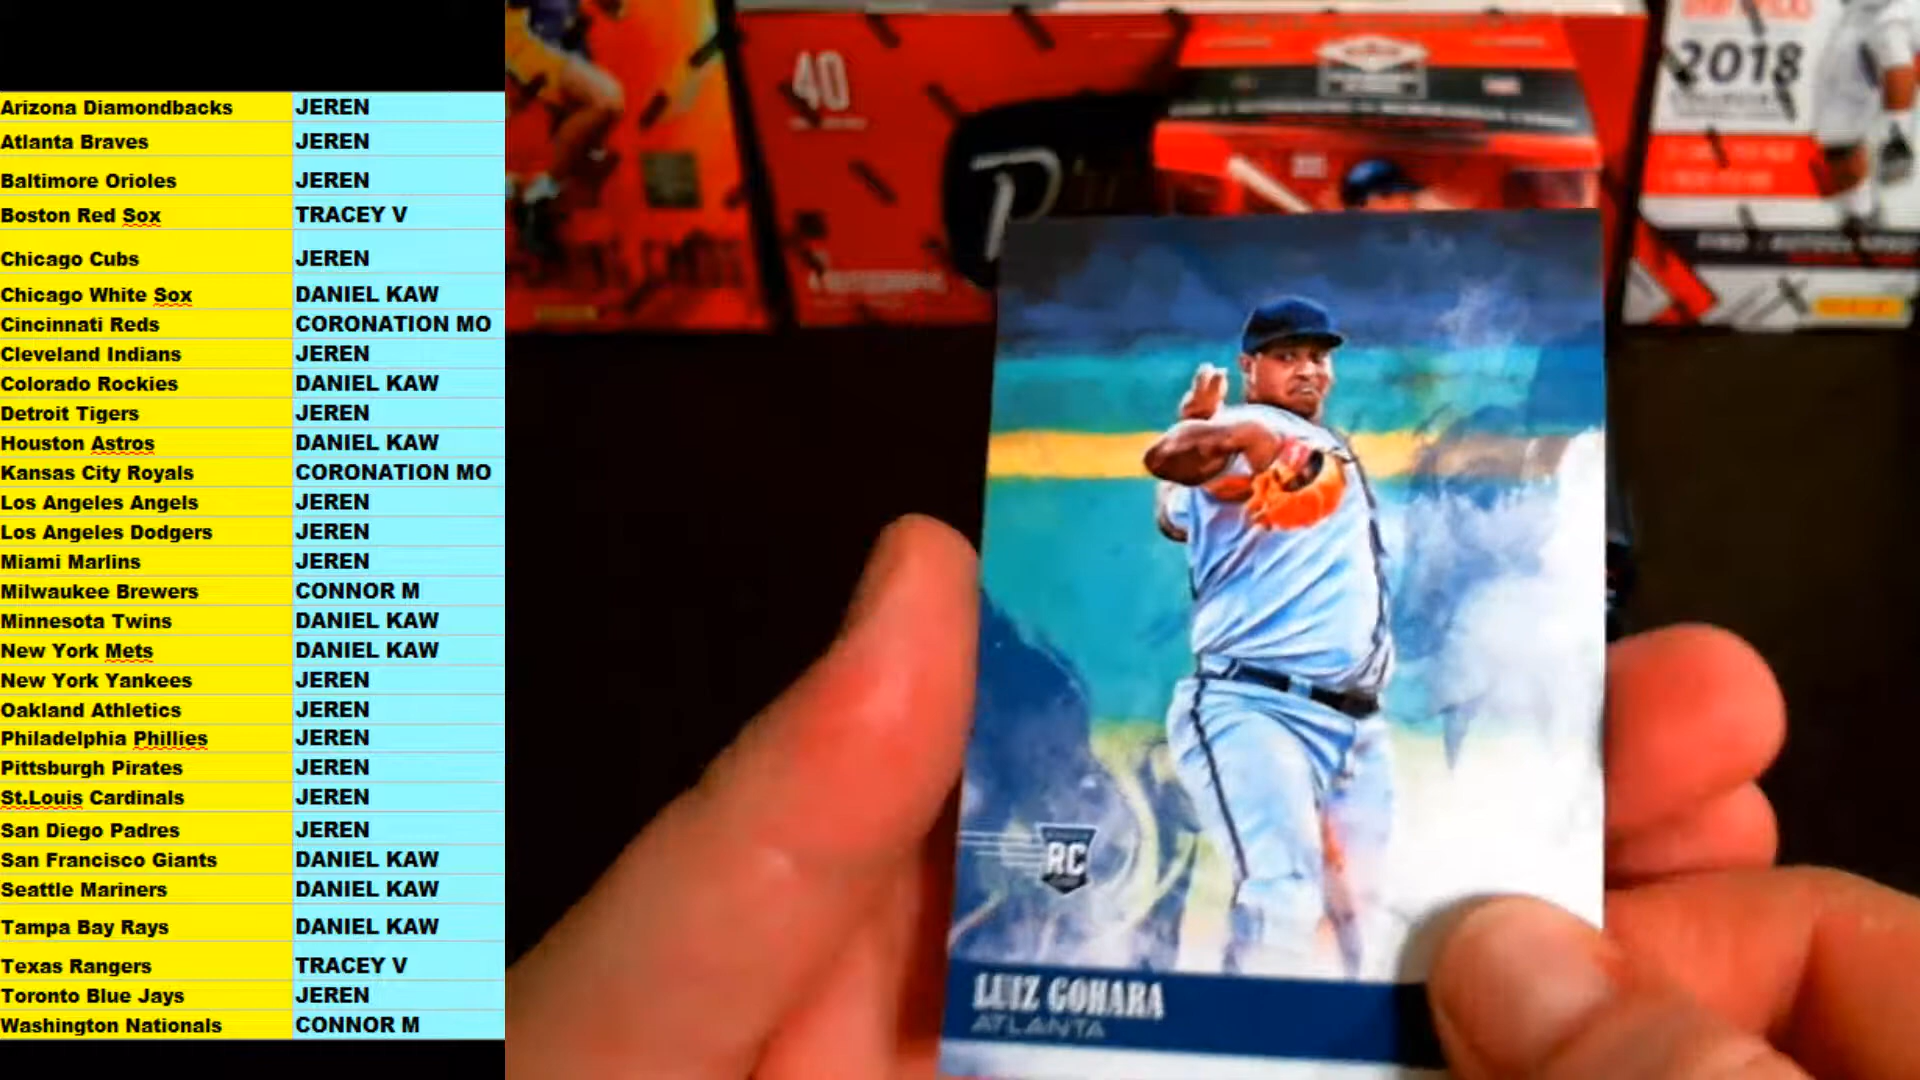 Arizona Diamondbacks JEREN
Atlanta Braves JEREN
Baltimore Orioles JEREN
Boston Red Sox TRACEY V
Chicago Cubs JEREN
Chicago White Sox DANIEL KAW
Cincinnati Reds CORONATION MO
Cleveland Indians JEREN
Colorado Rockies DANIEL KAW
Detroit Tigers JEREN
Houston Astros DANIEL KAW
Kansas City Royals CORONATION MO
Los Angeles Angels JEREN
Los Angeles Dodgers JEREN
Miami Marlins JEREN
Milwaukee Brewers CONNOR M
Minnesota Twins DANIEL KAW
New York Mets DANIEL KAW
New York Yankees JEREN
Oakland Athletics JEREN
Philadelphia Phillies JEREN
Pittsburgh Pirates JEREN
St.Louis Cardinals JEREN
San Diego Padres JEREN
San Francisco Giants DANIEL KAW
Seattle Mariners DANIEL KAW
Tampa Bay Rays DANIEL KAW
Texas Rangers TRACEY V
Toronto Blue Jays JEREN
Washington Nationals CONNOR M
40
P
2018
RC
LUIZ GOHARA
ATLANTA